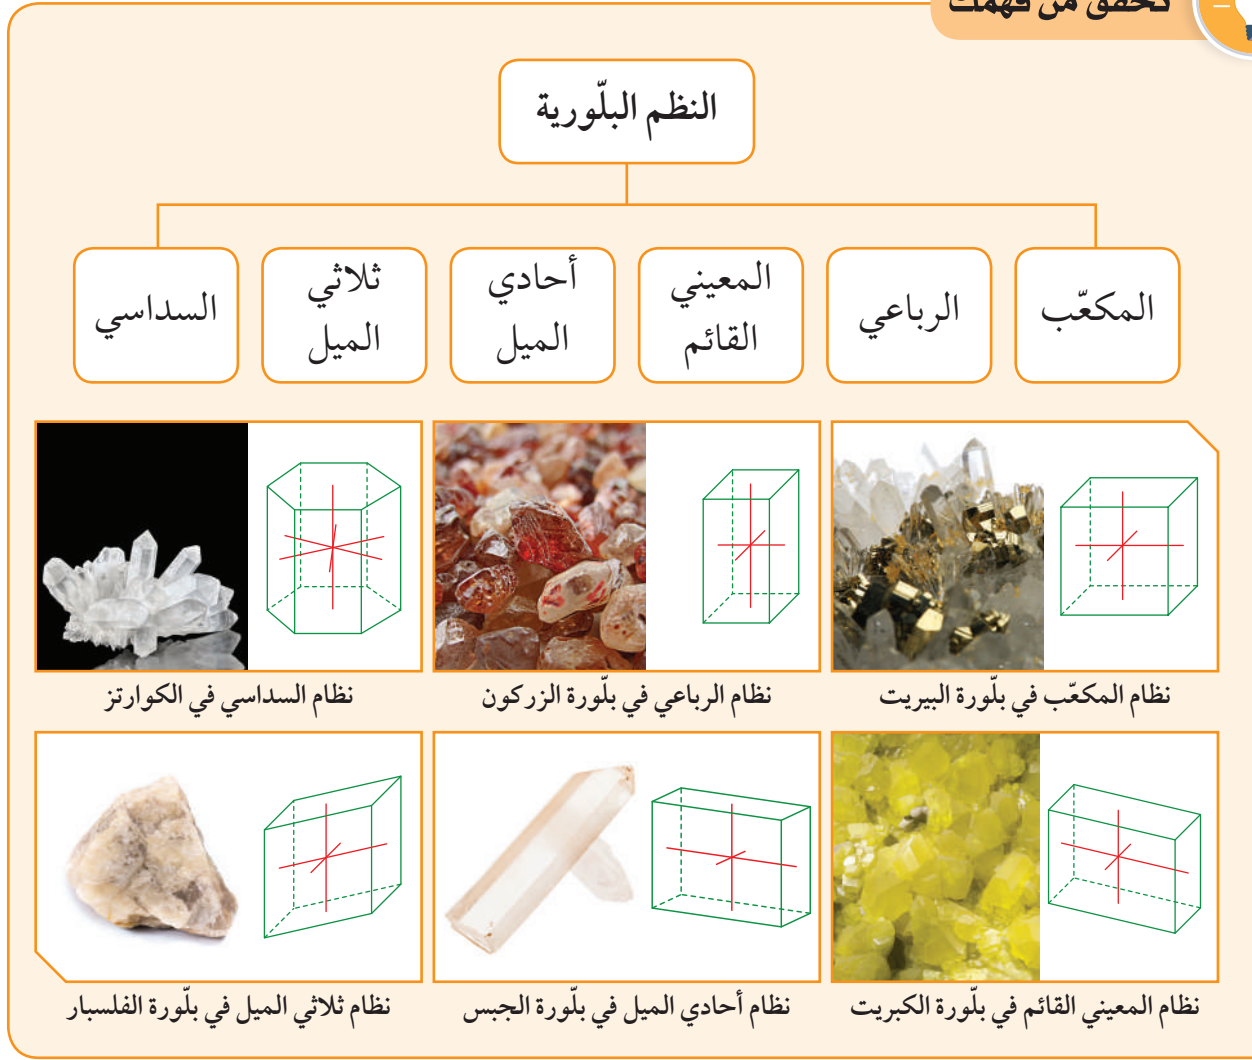 تحقق من فهمك
النظم البلّورية
المكعّب
الرباعي
المعيني
القائم
أحادي
الميل
ثلاثي
الميل
السداسي
نظام المكعّب في بلّورة البيريت
نظام الرباعي في بلّورة الزركون
نظام السداسي في الكوارتز
نظام المعيني القائم في بلّورة الكبريت
نظام أحادي الميل في بلّورة الجبس
نظام ثلاثي الميل في بلّورة الفلسبار